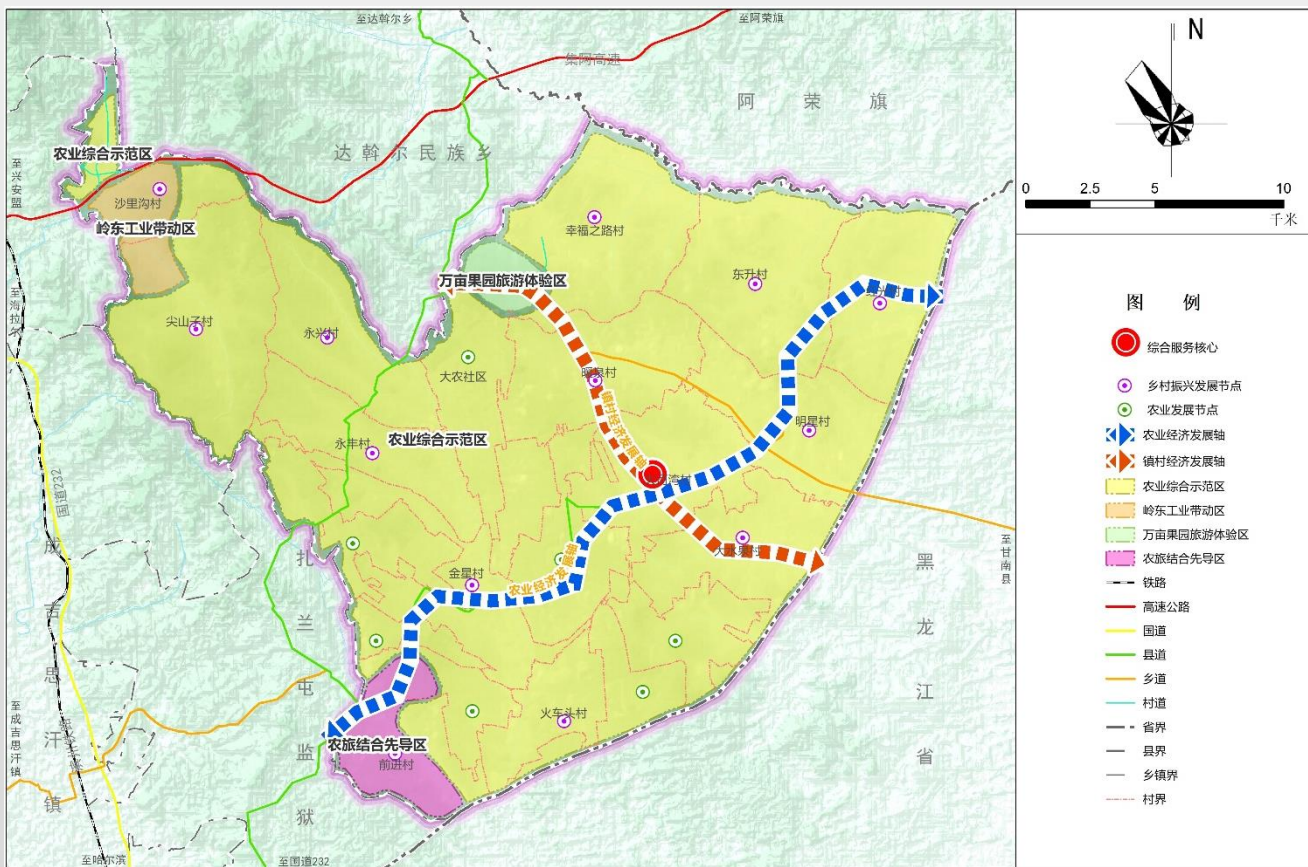 至达斡尔乡
至阿荣旗
集阿高速
阿荣旗
达斡尔民族乡
农业综合示范区
至兴安盟
沙里沟村
岭东工业带动区
幸福之路村
万亩果园旅游体验区
东升村
至海拉尔
尖山子村
永兴村
大农社区
镇村经济发展轴
明星村
永丰村
农业综合示范区
国道232
至甘南县
金星村
农业经济发展轴
扎兰屯监狱
黑龙江省
成吉思汗镇
火车头村
农旅结合先导区
前进村
至成吉思汗镇
至哈尔滨
至国道232
N
0 2.5 5 10
千米
图 例
综合服务核心
乡村振兴发展节点
农业发展节点
农业经济发展轴
镇村经济发展轴
农业综合示范区
岭东工业带动区
万亩果园旅游体验区
农旅结合先导区
铁路
高速公路
国道
县道
乡道
村道
省界
县界
乡镇界
村界